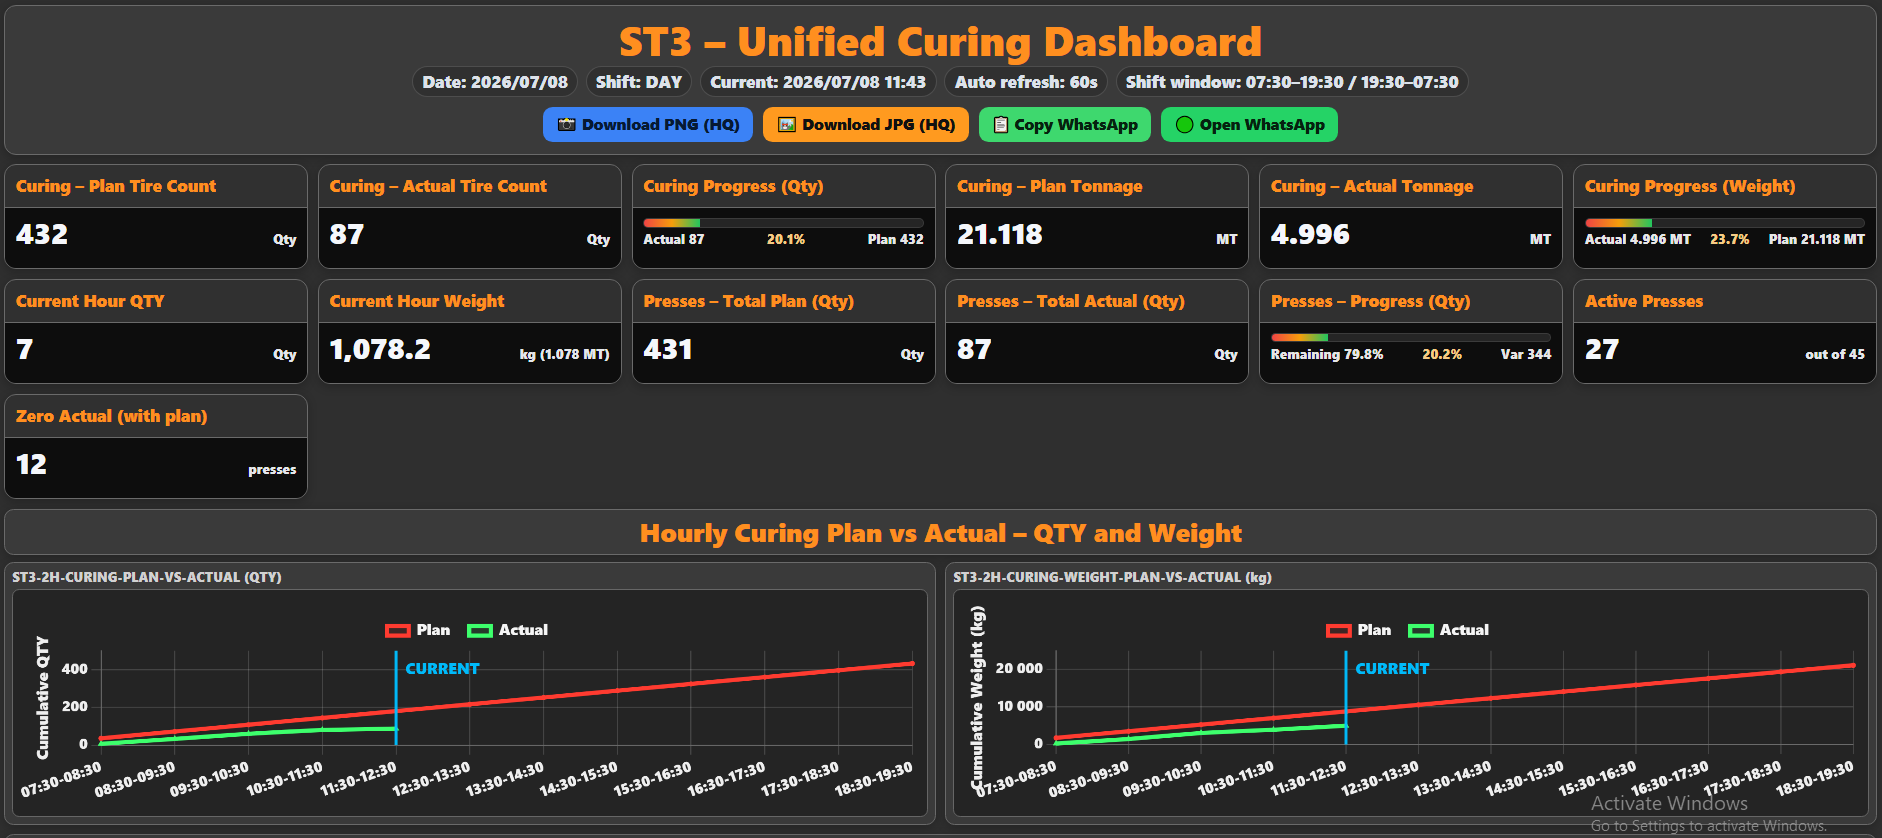 ST3 – Unified Curing Dashboard
Date: 2026/07/08 Shift: DAY Current: 2026/07/08 11:43 Auto refresh: 60s Shift window: 07:30–19:30 / 19:30–07:30
📸 Download PNG (HQ) 🖼️ Download JPG (HQ) 📋 Copy WhatsApp 🟢 Open WhatsApp
Curing – Plan Tire Count
432 Qty
Curing – Actual Tire Count
87 Qty
Curing Progress (Qty)
Actual 87 20.1% Plan 432
Curing – Plan Tonnage
21.118 MT
Curing – Actual Tonnage
4.996 MT
Curing Progress (Weight)
Actual 4.996 MT 23.7% Plan 21.118 MT
Current Hour QTY
7 Qty
Current Hour Weight
1,078.2 kg (1.078 MT)
Presses – Total Plan (Qty)
431 Qty
Presses – Total Actual (Qty)
87 Qty
Presses – Progress (Qty)
Remaining 79.8% 20.2% Var 344
Active Presses
27 out of 45
Zero Actual (with plan)
12 presses
Hourly Curing Plan vs Actual – QTY and Weight
ST3-2H-CURING-PLAN-VS-ACTUAL (QTY)
Plan Actual
Cumulative QTY
CURRENT
400
200
0
07:30-08:30 08:30-09:30 09:30-10:30 10:30-11:30 11:30-12:30 12:30-13:30 13:30-14:30 14:30-15:30 15:30-16:30 16:30-17:30 17:30-18:30 18:30-19:30
ST3-2H-CURING-WEIGHT-PLAN-VS-ACTUAL (kg)
Plan Actual
Cumulative Weight (kg)
CURRENT
20 000
10 000
0
07:30-08:30 08:30-09:30 09:30-10:30 10:30-11:30 11:30-12:30 12:30-13:30 13:30-14:30 14:30-15:30 15:30-16:30 16:30-17:30 17:30-18:30 18:30-19:30
Activate Windows
Go to Settings to activate Windows.